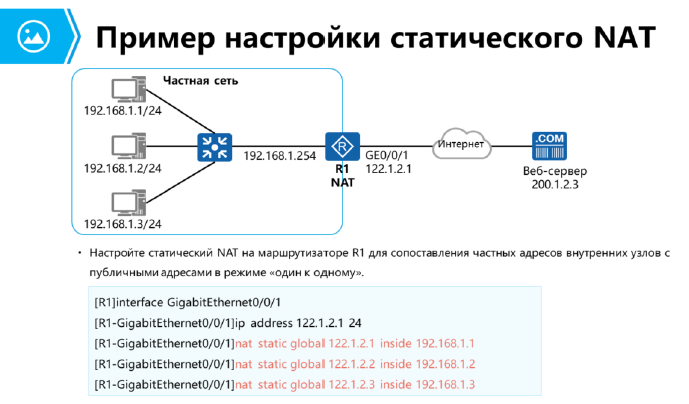 Пример настройки статического NAT
Частная сеть
192.168.1.1/24
192.168.1.2/24
192.168.1.3/24
192.168.1.254
R
R1
NAT
GE0/0/1
122.1.2.1
Интернет
.COM
Веб-сервер
200.1.2.3
• Настройте статический NAT на маршрутизаторе R1 для сопоставления частных адресов внутренних узлов с
публичными адресами в режиме «один к одному».
[R1]interface GigabitEthernet0/0/1
[R1-GigabitEthernet0/0/1]ip address 122.1.2.1 24
[R1-GigabitEthernet0/0/1]nat static global 122.1.2.1 inside 192.168.1.1
[R1-GigabitEthernet0/0/1]nat static global 122.1.2.2 inside 192.168.1.2
[R1-GigabitEthernet0/0/1]nat static global 122.1.2.3 inside 192.168.1.3